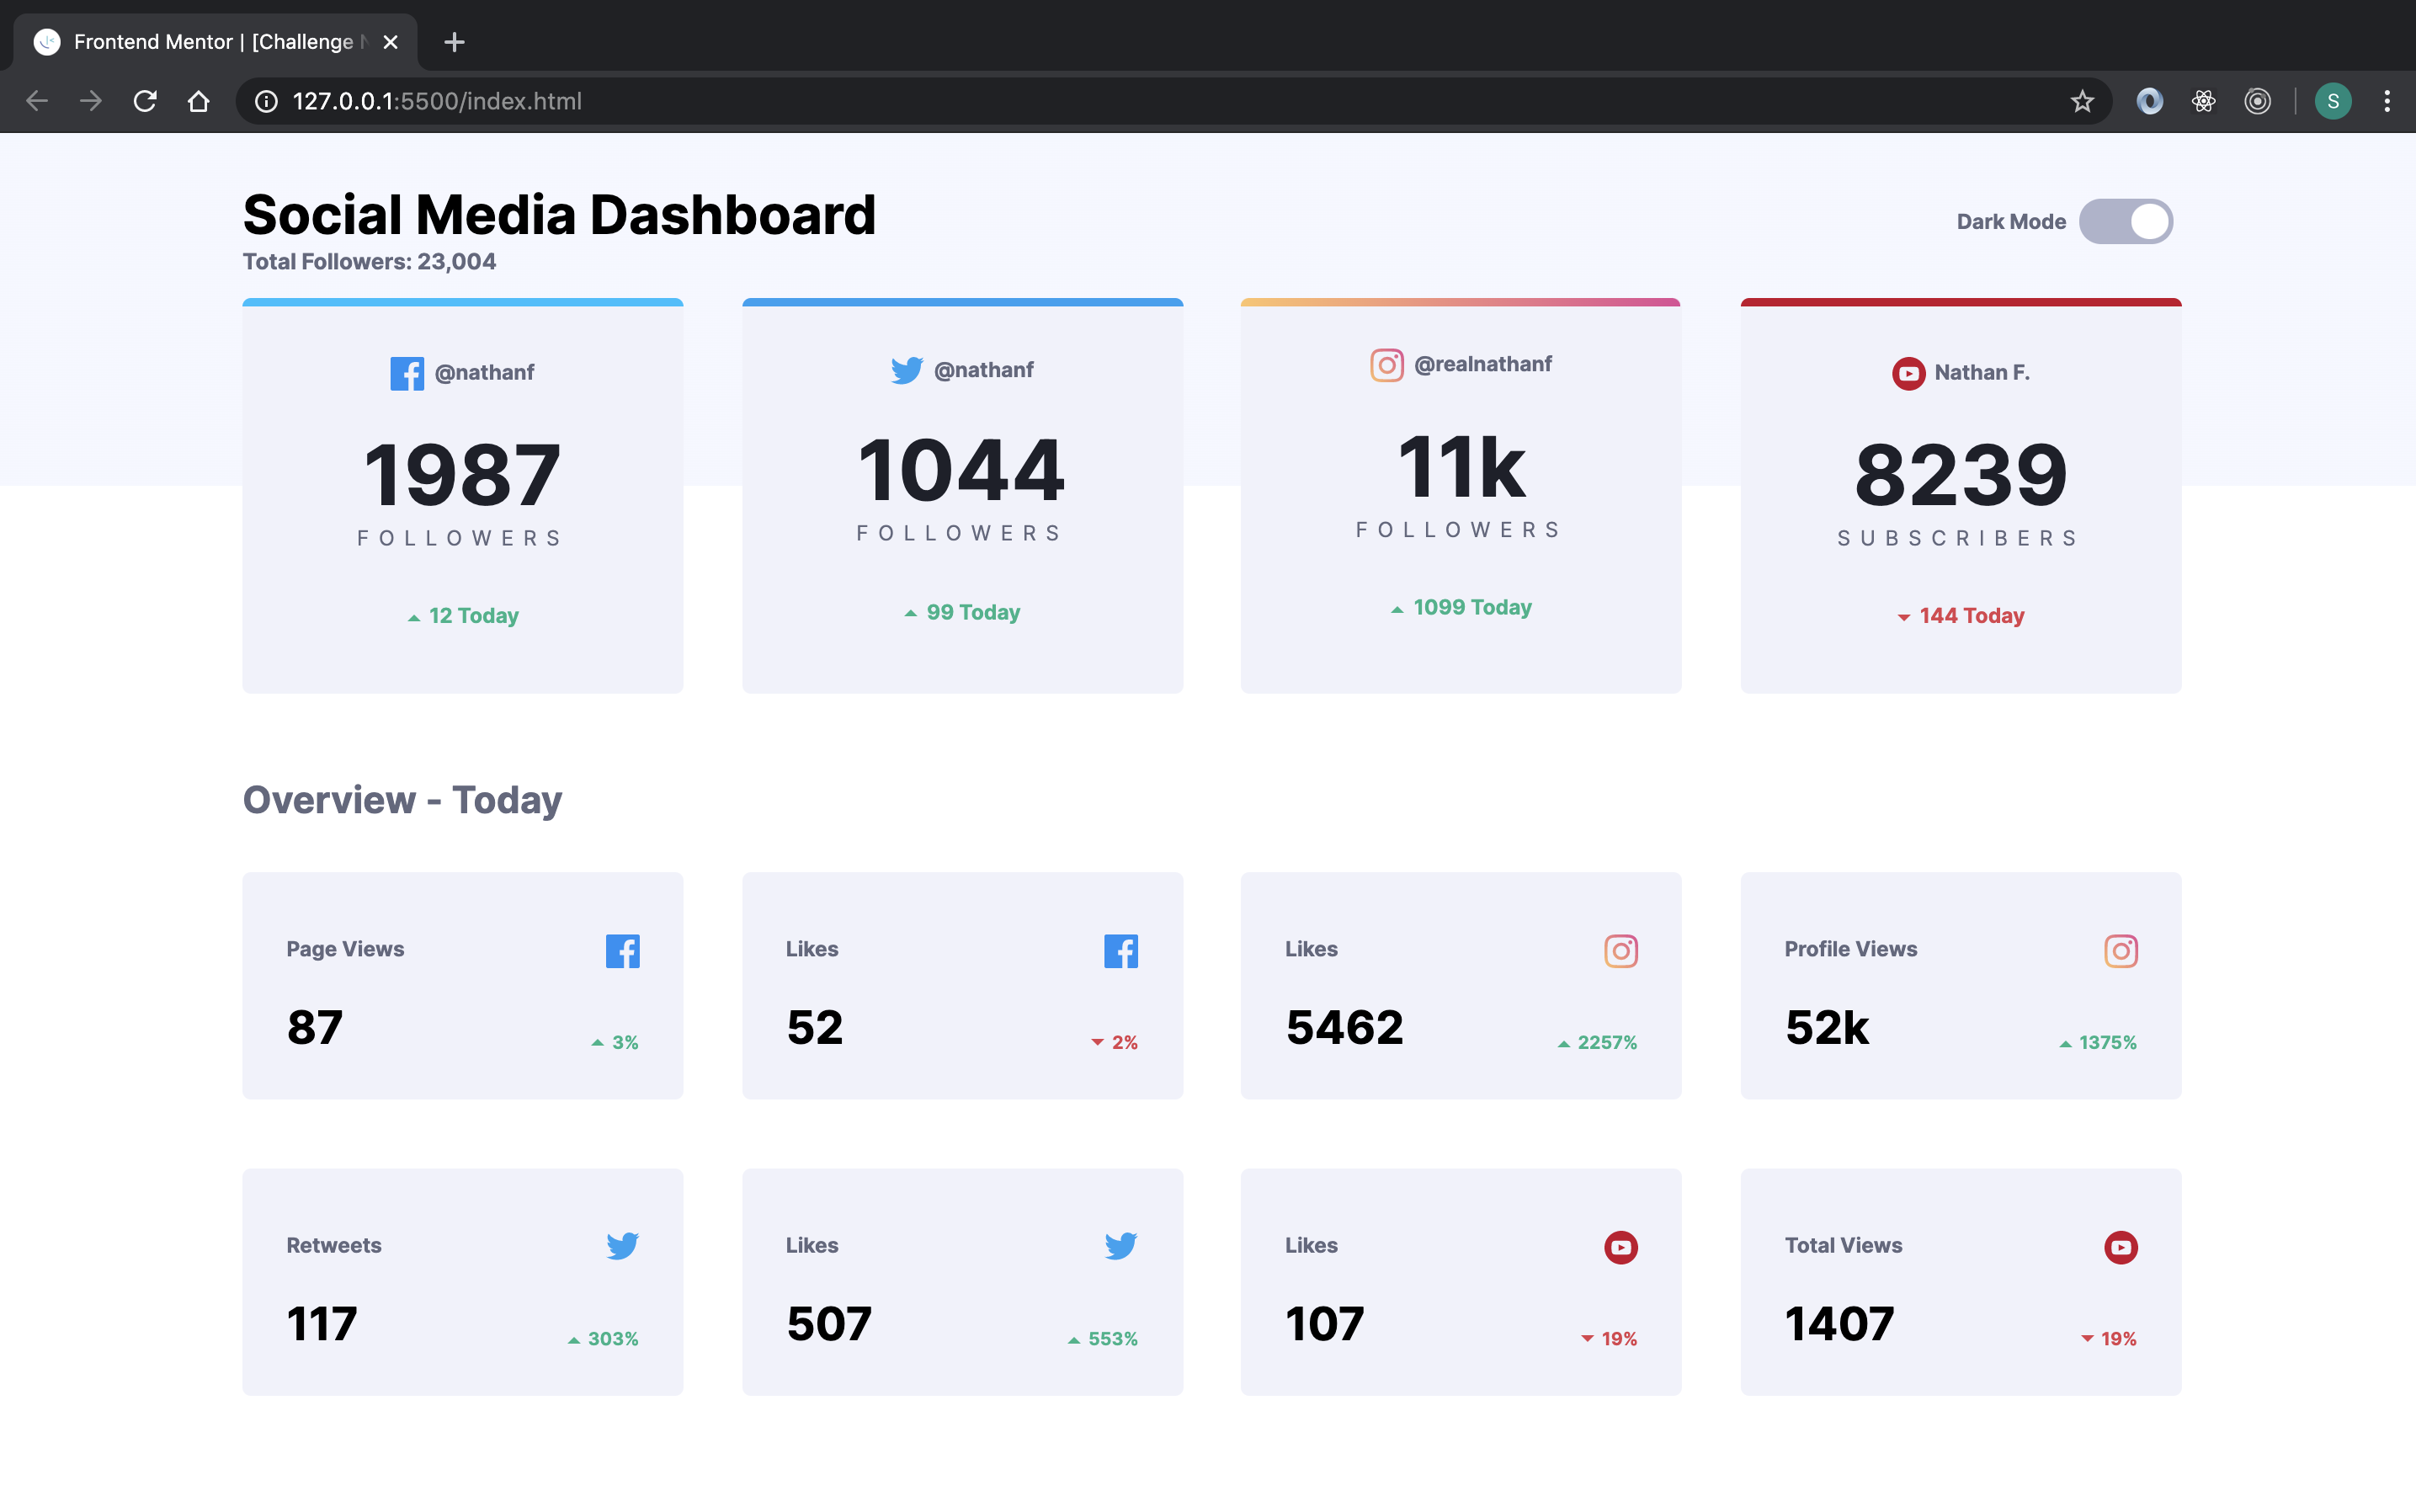 Frontend Mentor | [Challenge
127.0.0.1:5500/index.html
S
Social Media Dashboard
Total Followers: 23,004
Dark Mode
@nathanf
1987
FOLLOWERS
12 Today
@nathanf
1044
FOLLOWERS
99 Today
@realnathanf
11k
FOLLOWERS
1099 Today
Nathan F.
8239
SUBSCRIBERS
144 Today
Overview - Today
Page Views
87
3%
Likes
52
2%
Likes
5462
2257%
Profile Views
52k
1375%
Retweets
117
303%
Likes
507
553%
Likes
107
19%
Total Views
1407
19%